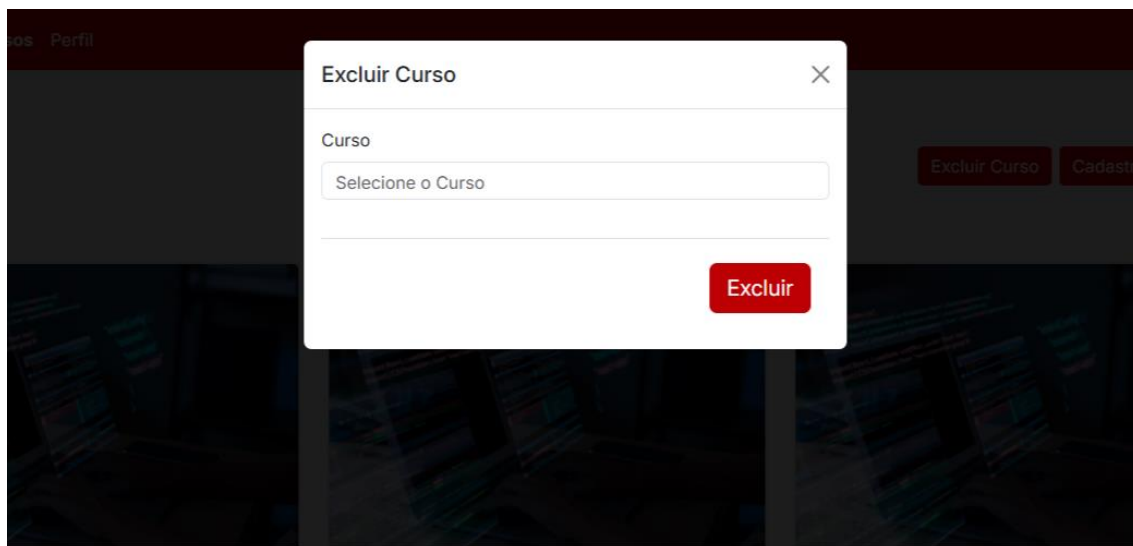 sos Perfil
Excluir Curso
Curso
Selecione o Curso
Excluir Curso Cadast
Excluir